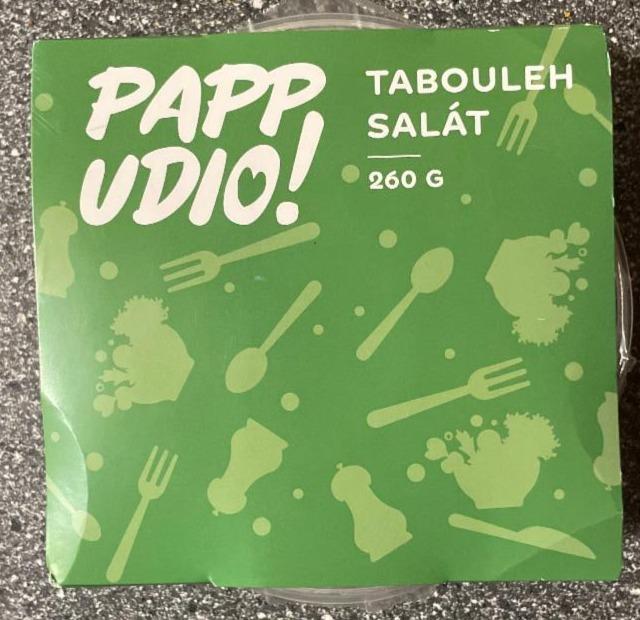 PAPP
UDIO!
TABOULEH
SALÁT
260 G